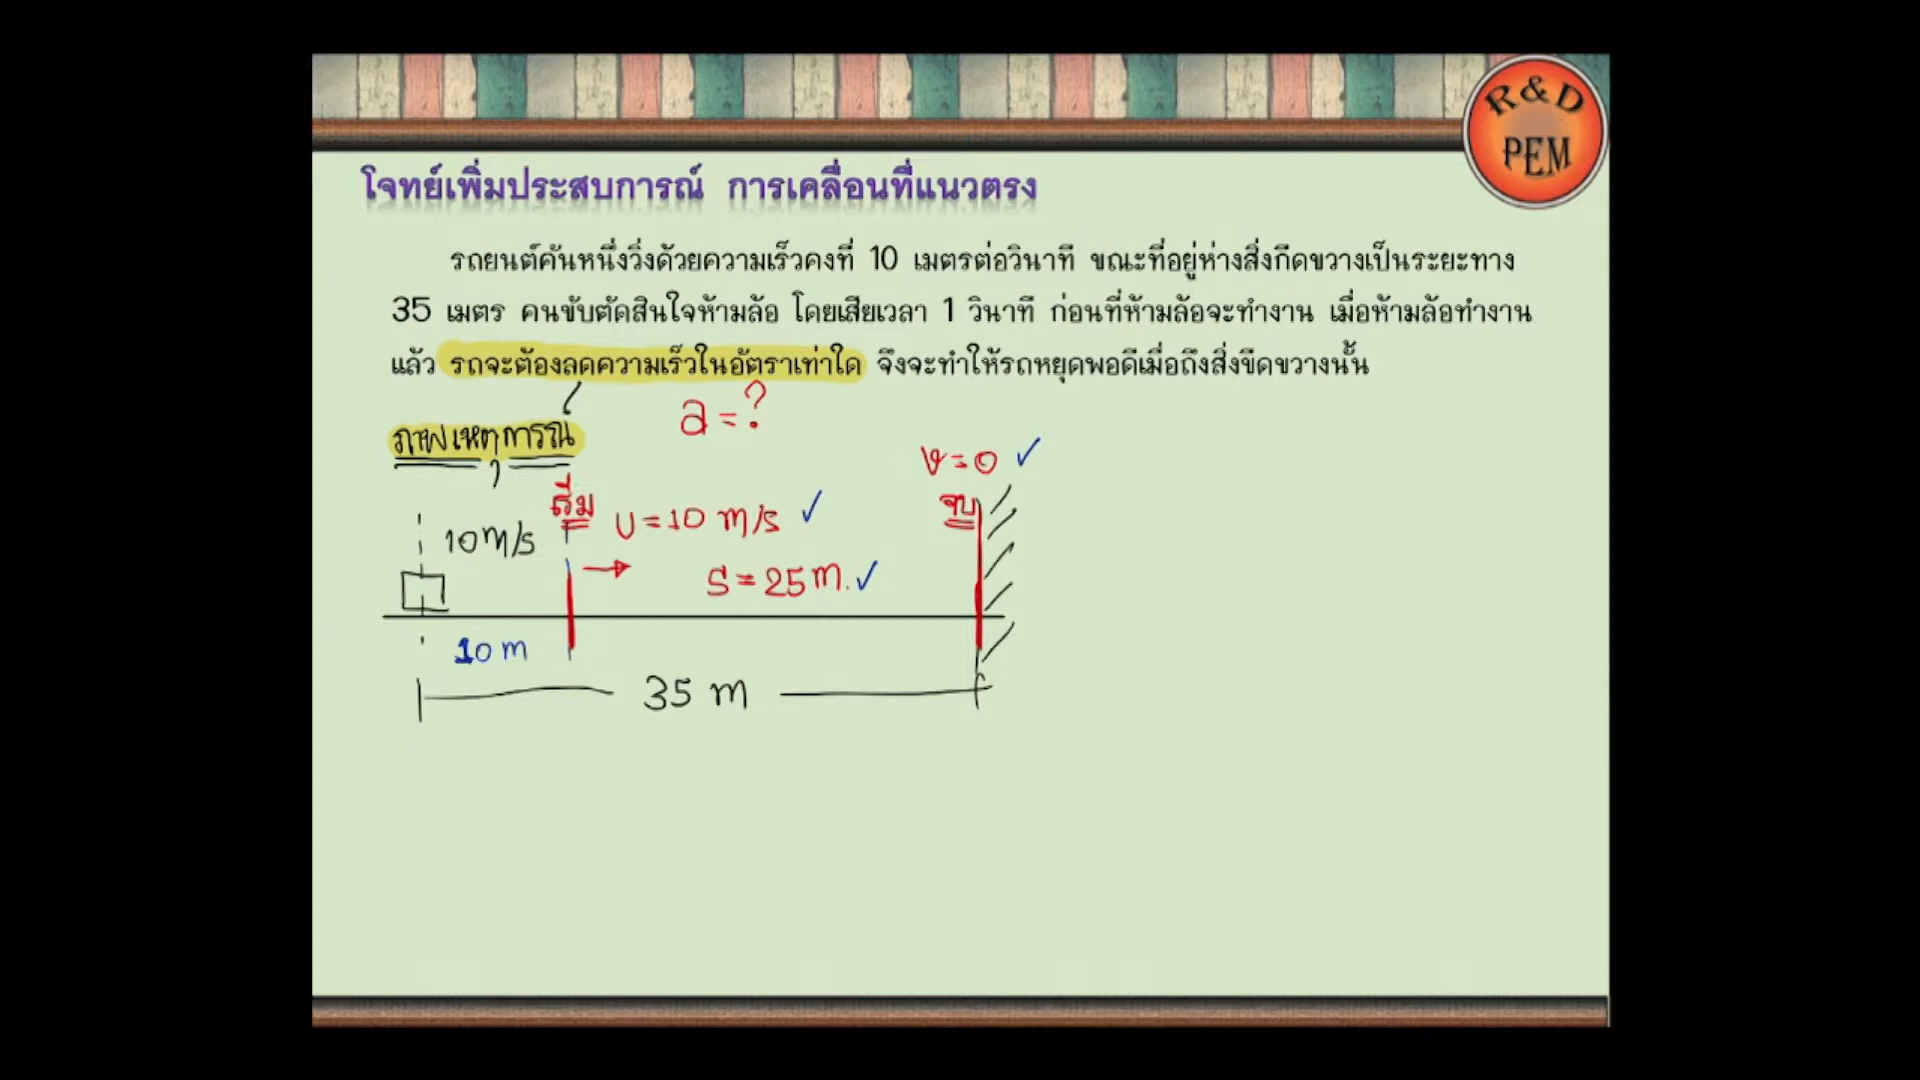 R & D
PEM
โจทย์เพิ่มประสบการณ์ การเคลื่อนที่แนวตรง
รถยนต์คันหนึ่งวิ่งด้วยความเร็วคงที่ 10 เมตรต่อวินาที ขณะที่อยู่ห่างสิ่งกีดขวางเป็นระยะทาง
35 เมตร คนขับตัดสินใจห้ามล้อ โดยเสียเวลา 1 วินาที ก่อนที่ห้ามล้อจะทำงาน เมื่อห้ามล้อทำงาน
แล้ว รถจะต้องลดความเร็วในอัตราเท่าใด จึงจะทำให้รถหยุดพอดีเมื่อถึงสิ่งขีดขวางนั้น
a = ?
ภาพเหตุการณ์
v = 0 ✓
เริ่ม
u = 10 m/s ✓
จบ
10 m/s
s = 25 m. ✓
10 m
35 m